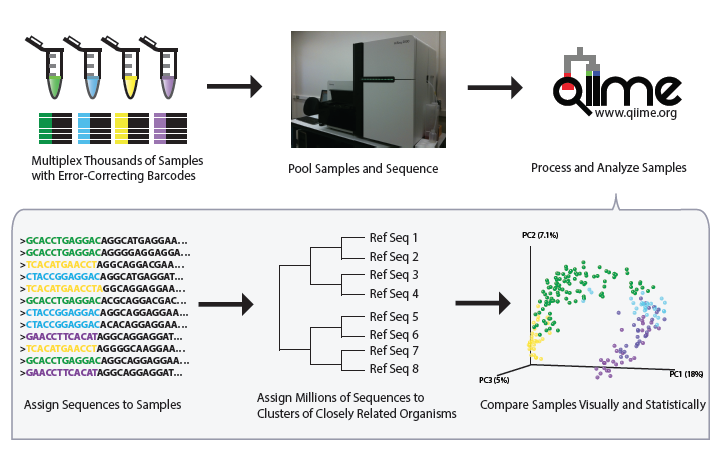 Multiplex Thousands of Samples
with Error-Correcting Barcodes
Pool Samples and Sequence
qiime
www.qiime.org
Process and Analyze Samples
>GCACCTGAGGACAGGCATGAGGAA...
>GCACCTGAGGACAGGGGAGGAGGA...
>TCACATGAACCTAGGCAGGACGAA...
>CTACCGGAGGACAGGCATGAGGAT...
>TCACATGAACCTAGGCAGGAGGAA...
>GCACCTGAGGACACGCAGGACGAC...
>CTACCGGAGGACAGGCAGGAGGAA...
>CTACCGGAGGACACACAGGAGGAA...
>GAACCTTCACATAGGCAGGAGGAT...
>TCACATGAACCTAGGGGCAAGGAA...
>GCACCTGAGGACAGGCAGGAGGAA...
>GAACCTTCACATAGGCAGGAGGAT...
Assign Sequences to Samples
Ref Seq 1
Ref Seq 2
Ref Seq 3
Ref Seq 4
Ref Seq 5
Ref Seq 6
Ref Seq 7
Ref Seq 8
Assign Millions of Sequences to
Clusters of Closely Related Organisms
PC2 (7.1%)
PC3 (5%)
PC1 (18%)
Compare Samples Visually and Statistically